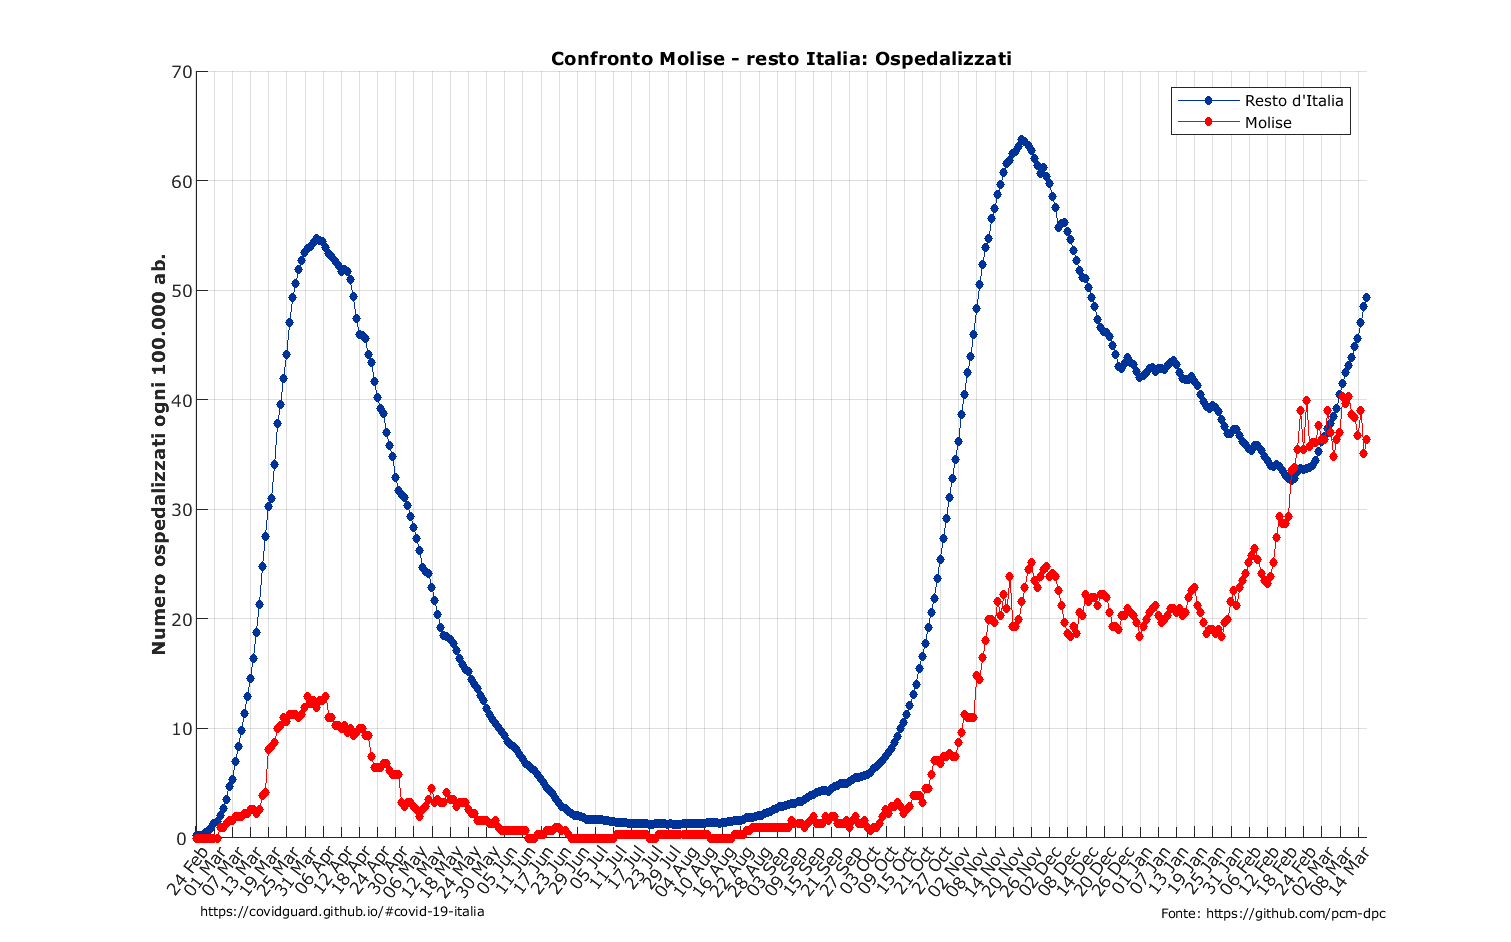 Confronto Molise - resto Italia: Ospedalizzati
Resto d'Italia
Molise
Numero ospedalizzati ogni 100.000 ab.
70
60
50
40
30
20
10
0
24 Feb
01 Mar
07 Mar
13 Mar
19 Mar
25 Mar
31 Mar
06 Apr
12 Apr
18 Apr
24 Apr
30 Apr
06 May
12 May
18 May
24 May
30 May
05 Jun
11 Jun
17 Jun
23 Jun
29 Jun
05 Jul
11 Jul
17 Jul
23 Jul
29 Jul
04 Aug
10 Aug
16 Aug
22 Aug
28 Aug
03 Sep
09 Sep
15 Sep
21 Sep
27 Sep
03 Oct
09 Oct
15 Oct
21 Oct
27 Oct
02 Nov
08 Nov
14 Nov
20 Nov
26 Nov
02 Dec
08 Dec
14 Dec
20 Dec
26 Dec
01 Jan
07 Jan
13 Jan
19 Jan
25 Jan
31 Jan
06 Feb
12 Feb
18 Feb
24 Feb
02 Mar
08 Mar
14 Mar
https://covidguard.github.io/#covid-19-italia
Fonte: https://github.com/pcm-dpc